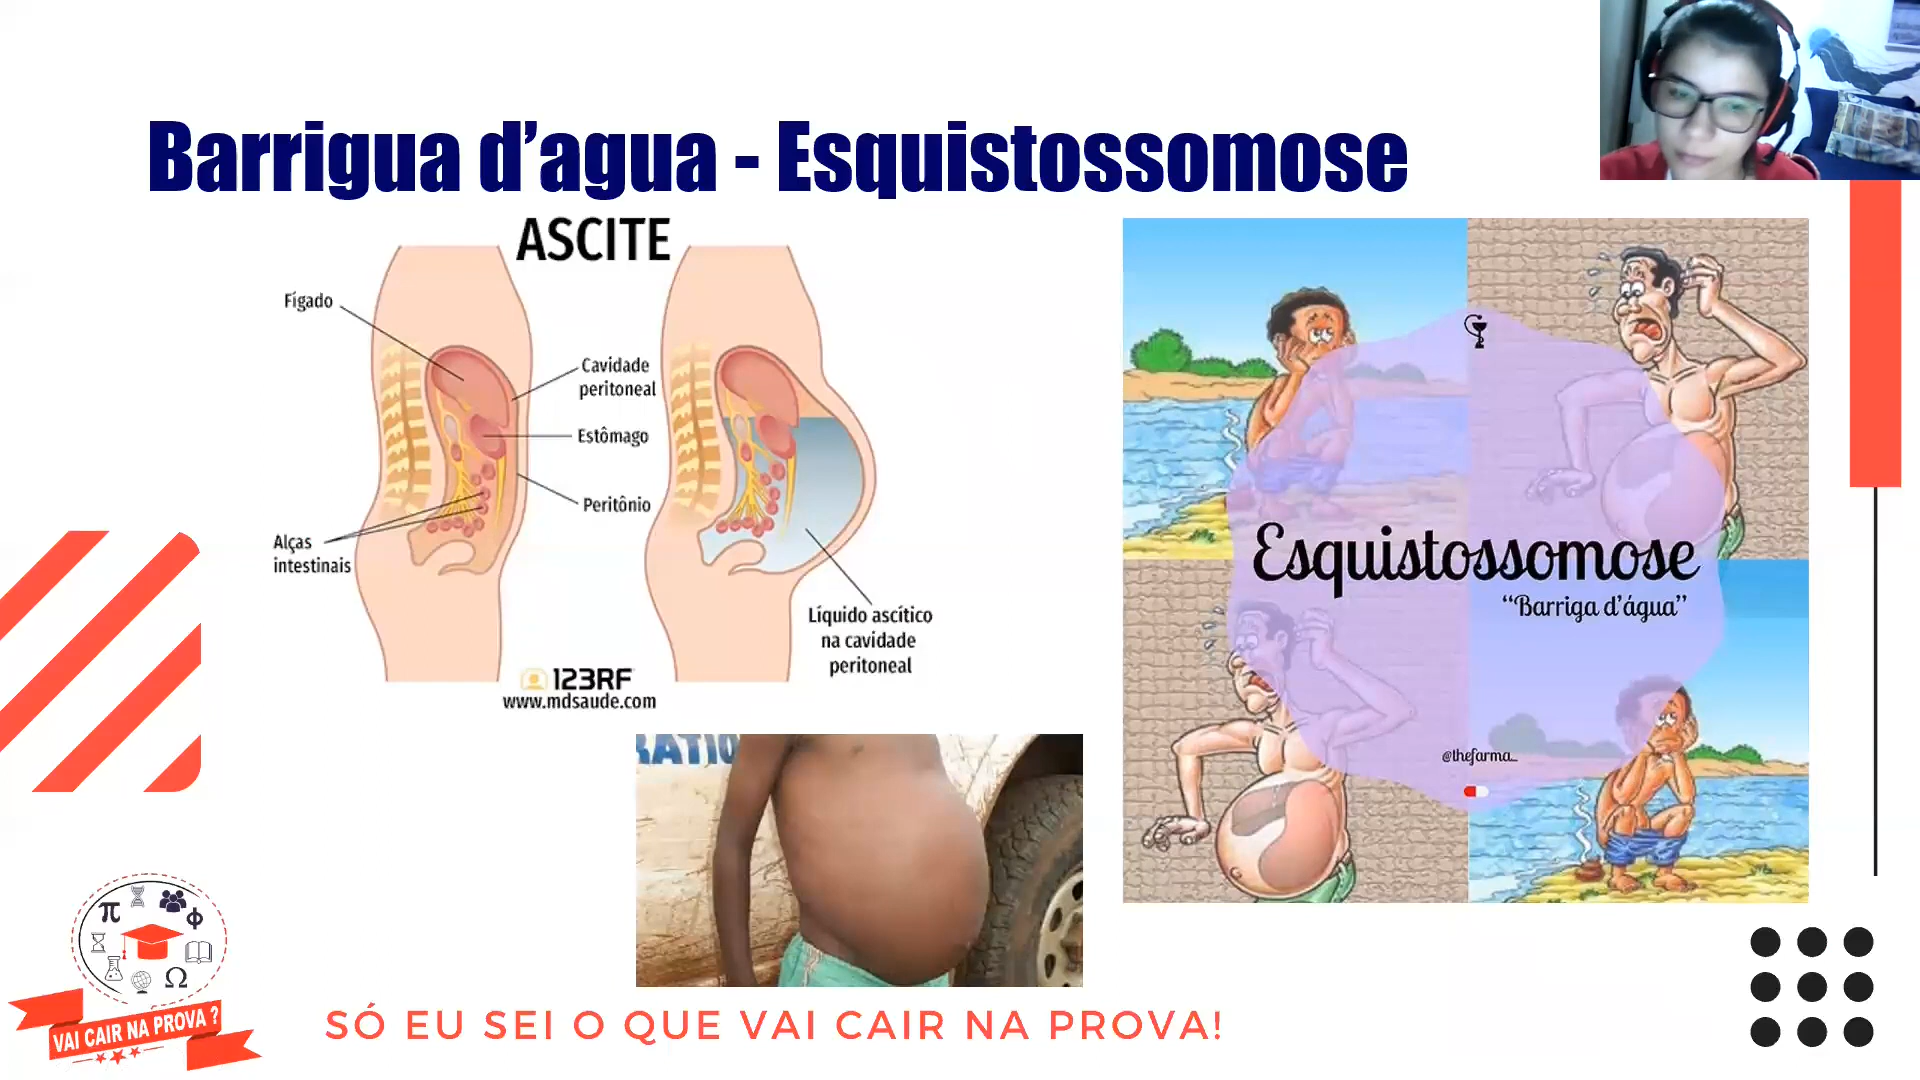 Barrigua d’agua - Esquistossomose
ASCITE
Fígado
Cavidade
peritoneal
Estômago
Peritônio
Alças
intestinais
Líquido ascítico
na cavidade
peritoneal
123RF
www.mdsaude.com
Esquistossomose
“Barriga d’água”
@thefarma_
RATIO
π
Φ
Ω
VAI CAIR NA PROVA ?
SÓ EU SEI O QUE VAI CAIR NA PROVA!